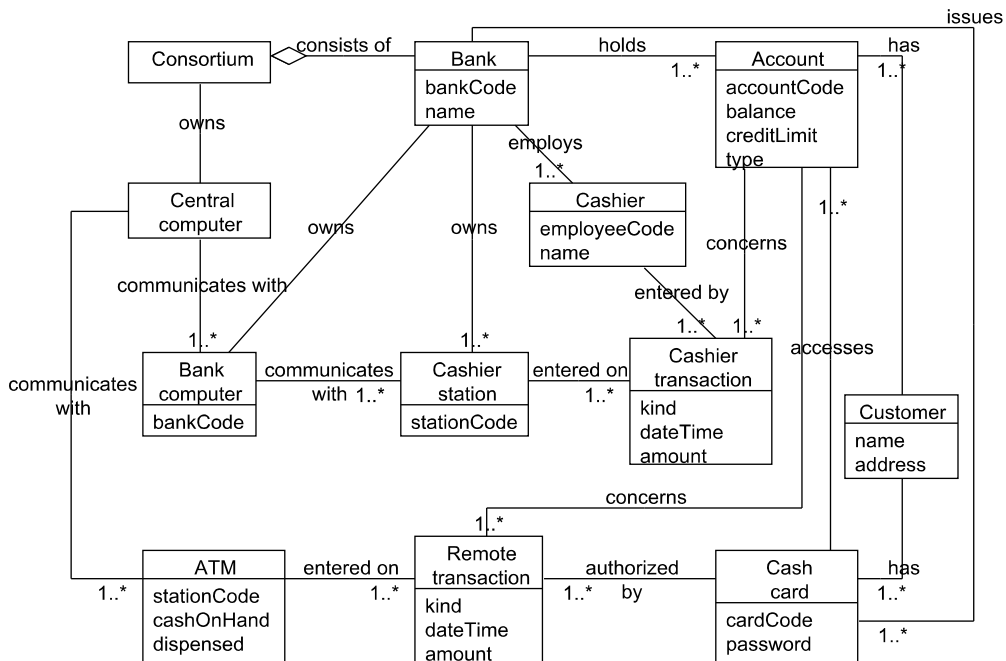 issues
Consortium
consists of
Bank
holds
Account
has
1..*
1..*
bankCode
name
accountCode
balance
creditLimit
type
owns
employs
1..*
Central
computer
Cashier
1..*
owns
owns
employeeCode
name
concerns
communicates with
entered by
1..*
1..*
1..*
1..*
accesses
Bank
computer
communicates
with
1..*
Cashier
station
entered on
1..*
Cashier
transaction
communicates
with
bankCode
stationCode
kind
dateTime
amount
Customer
name
address
concerns
1..*
ATM
entered on
Remote
transaction
authorized
by
Cash
card
has
1..*
1..*
1..*
1..*
stationCode
cashOnHand
dispensed
kind
dateTime
amount
cardCode
password
1..*